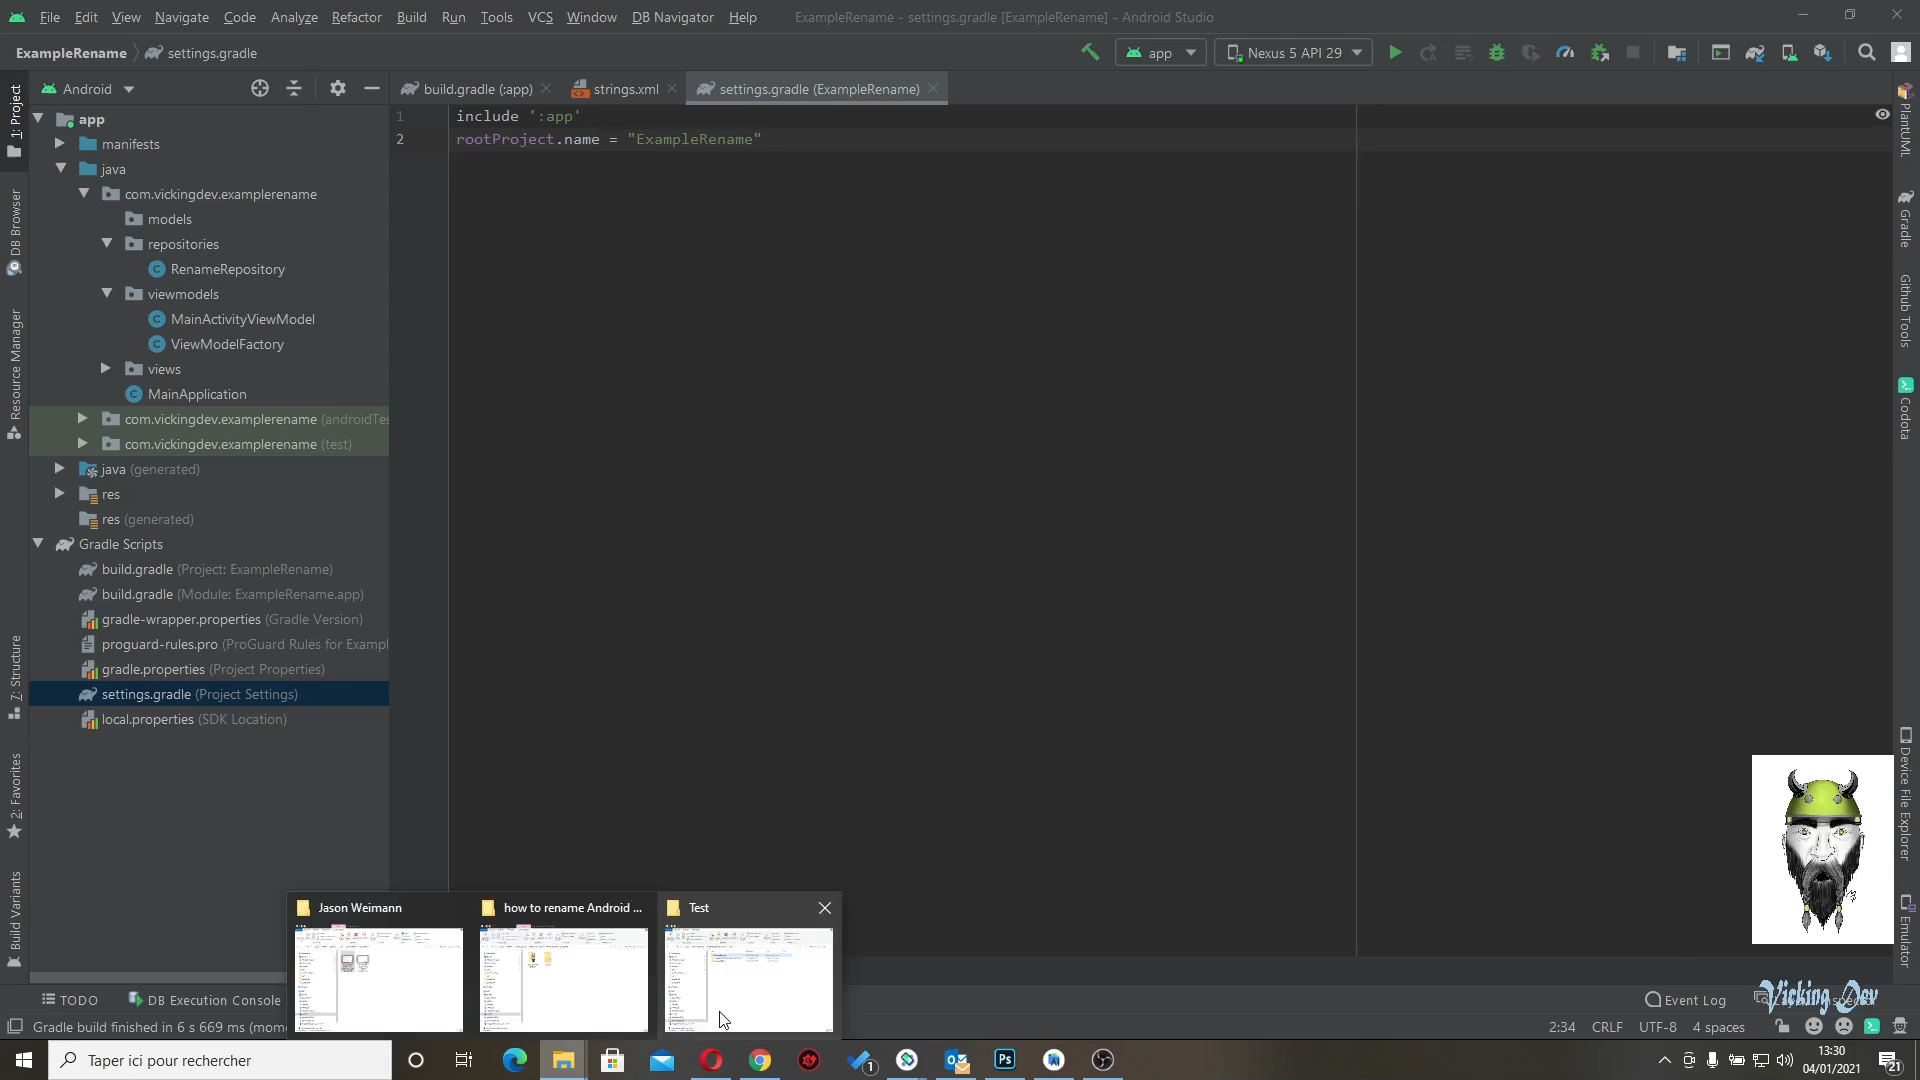 File Edit View Navigate Code Analyze Refactor Build Run Tools VCS Window DB Navigator Help ExampleRename - settings.gradle [ExampleRename] - Android Studio
ExampleRename settings.gradle app Nexus 5 API 29
Android build.gradle (:app) strings.xml settings.gradle (ExampleRename)
1: Project
DB Browser
Resource Manager
7: Structure
2: Favorites
Build Variants
app
manifests
java
com.vickingdev.examplerename
models
repositories
RenameRepository
viewmodels
MainActivityViewModel
ViewModelFactory
views
MainApplication
com.vickingdev.examplerename (androidTes
com.vickingdev.examplerename (test)
java (generated)
res
res (generated)
Gradle Scripts
build.gradle (Project: ExampleRename)
build.gradle (Module: ExampleRename.app)
gradle-wrapper.properties (Gradle Version)
proguard-rules.pro (ProGuard Rules for Exampl
gradle.properties (Project Properties)
settings.gradle (Project Settings)
local.properties (SDK Location)
1 include ':app'
2 rootProject.name = "ExampleRename"
PlantUML
Gradle
Github Tools
Codota
Device File Explorer
Emulator
Jason Weimann how to rename Android ... Test
TODO DB Execution Console Event Log
Vicking Dev
Gradle build finished in 6 s 669 ms (mome 2:34 CRLF UTF-8 4 spaces
Taper ici pour rechercher 1 Ps 13:30
04/01/2021 21